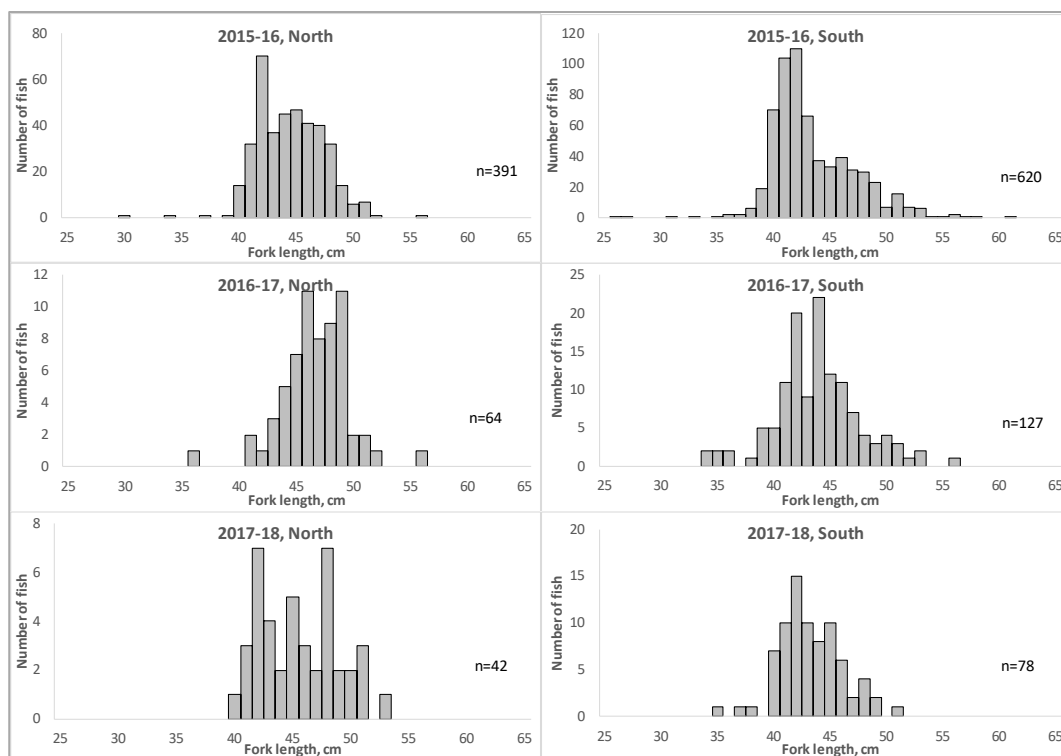 2015-16, North
Number of fish
80
60
40
20
0
n=391
25 30 35 40 45 50 55 60 65
Fork length, cm
2015-16, South
Number of fish
120
100
80
60
40
20
0
n=620
25 30 35 40 45 50 55 60 65
Fork length, cm
2016-17, North
Number of fish
12
10
8
6
4
2
0
n=64
25 30 35 40 45 50 55 60 65
Fork length, cm
2016-17, South
Number of fish
25
20
15
10
5
0
n=127
25 30 35 40 45 50 55 60 65
Fork length, cm
2017-18, North
Number of fish
8
6
4
2
0
n=42
25 30 35 40 45 50 55 60 65
Fork length, cm
2017-18, South
Number of fish
20
15
10
5
0
n=78
25 30 35 40 45 50 55 60 65
Fork length, cm